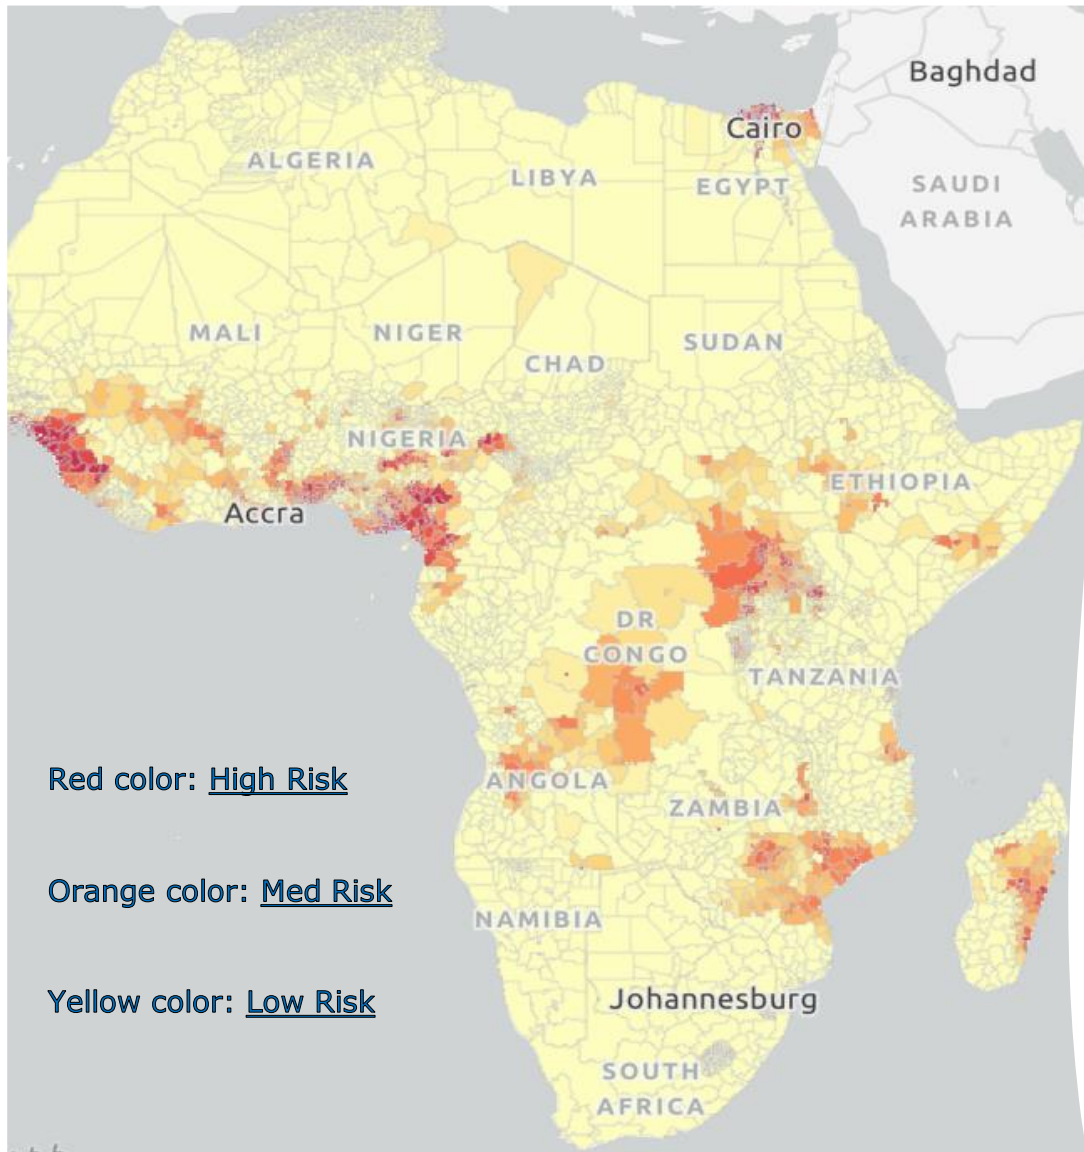 Baghdad
Cairo
ALGERIA
LIBYA
EGYPT
SAUDI
ARABIA
MALI
NIGER
CHAD
SUDAN
NIGERIA
ETHIOPIA
Accra
DR
CONGO
TANZANIA
Red color: High Risk
ANGOLA
ZAMBIA
Orange color: Med Risk
NAMIBIA
Yellow color: Low Risk
Johannesburg
SOUTH
AFRICA